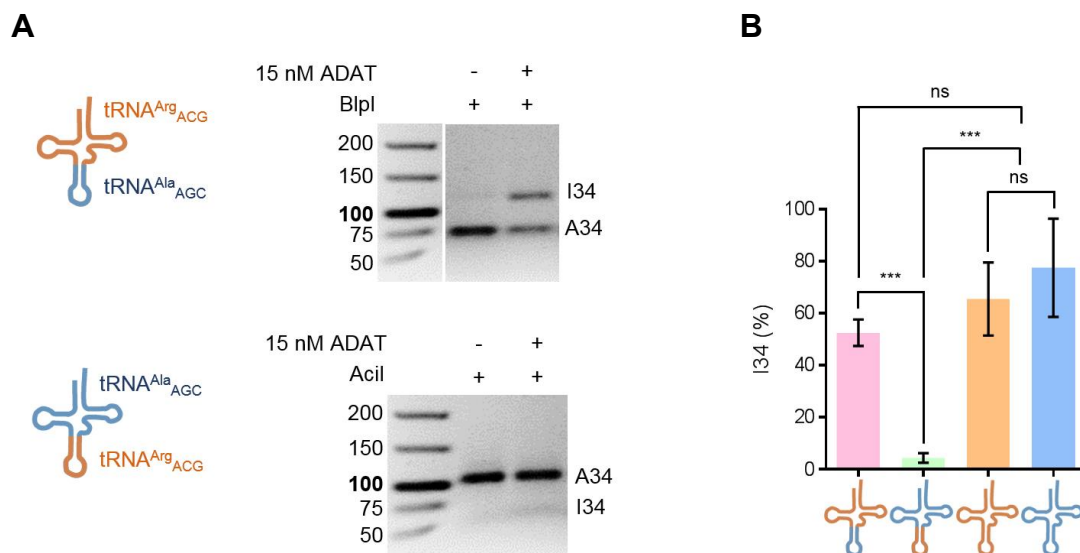 A
15 nM ADAT - +
BlpI + +
tRNA^Arg_ACG
tRNA^Ala_AGC
200
150
100
75
50
I34
A34
15 nM ADAT - +
AciI + +
tRNA^Ala_AGC
tRNA^Arg_ACG
200
150
100
75
50
A34
I34
B
ns
***
ns
***
I34 (%)
100
80
60
40
20
0